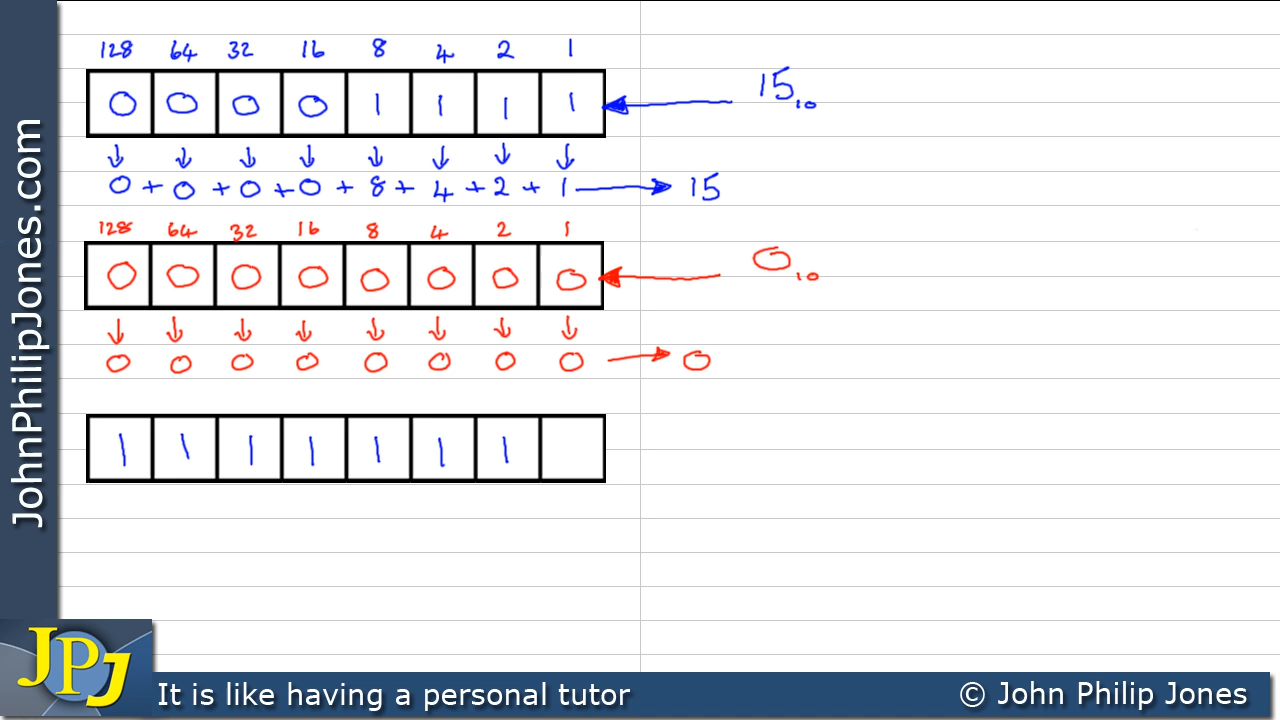 128 64 32 16 8 4 2 1
0 0 0 0 1 1 1 1 15₁₀
0 + 0 + 0 + 0 + 8 + 4 + 2 + 1 → 15
128 64 32 16 8 4 2 1
0 0 0 0 0 0 0 0 0₁₀
0 0 0 0 0 0 0 0 → 0
1 1 1 1 1 1 1
JohnPhilipJones.com
JPJ
It is like having a personal tutor
© John Philip Jones